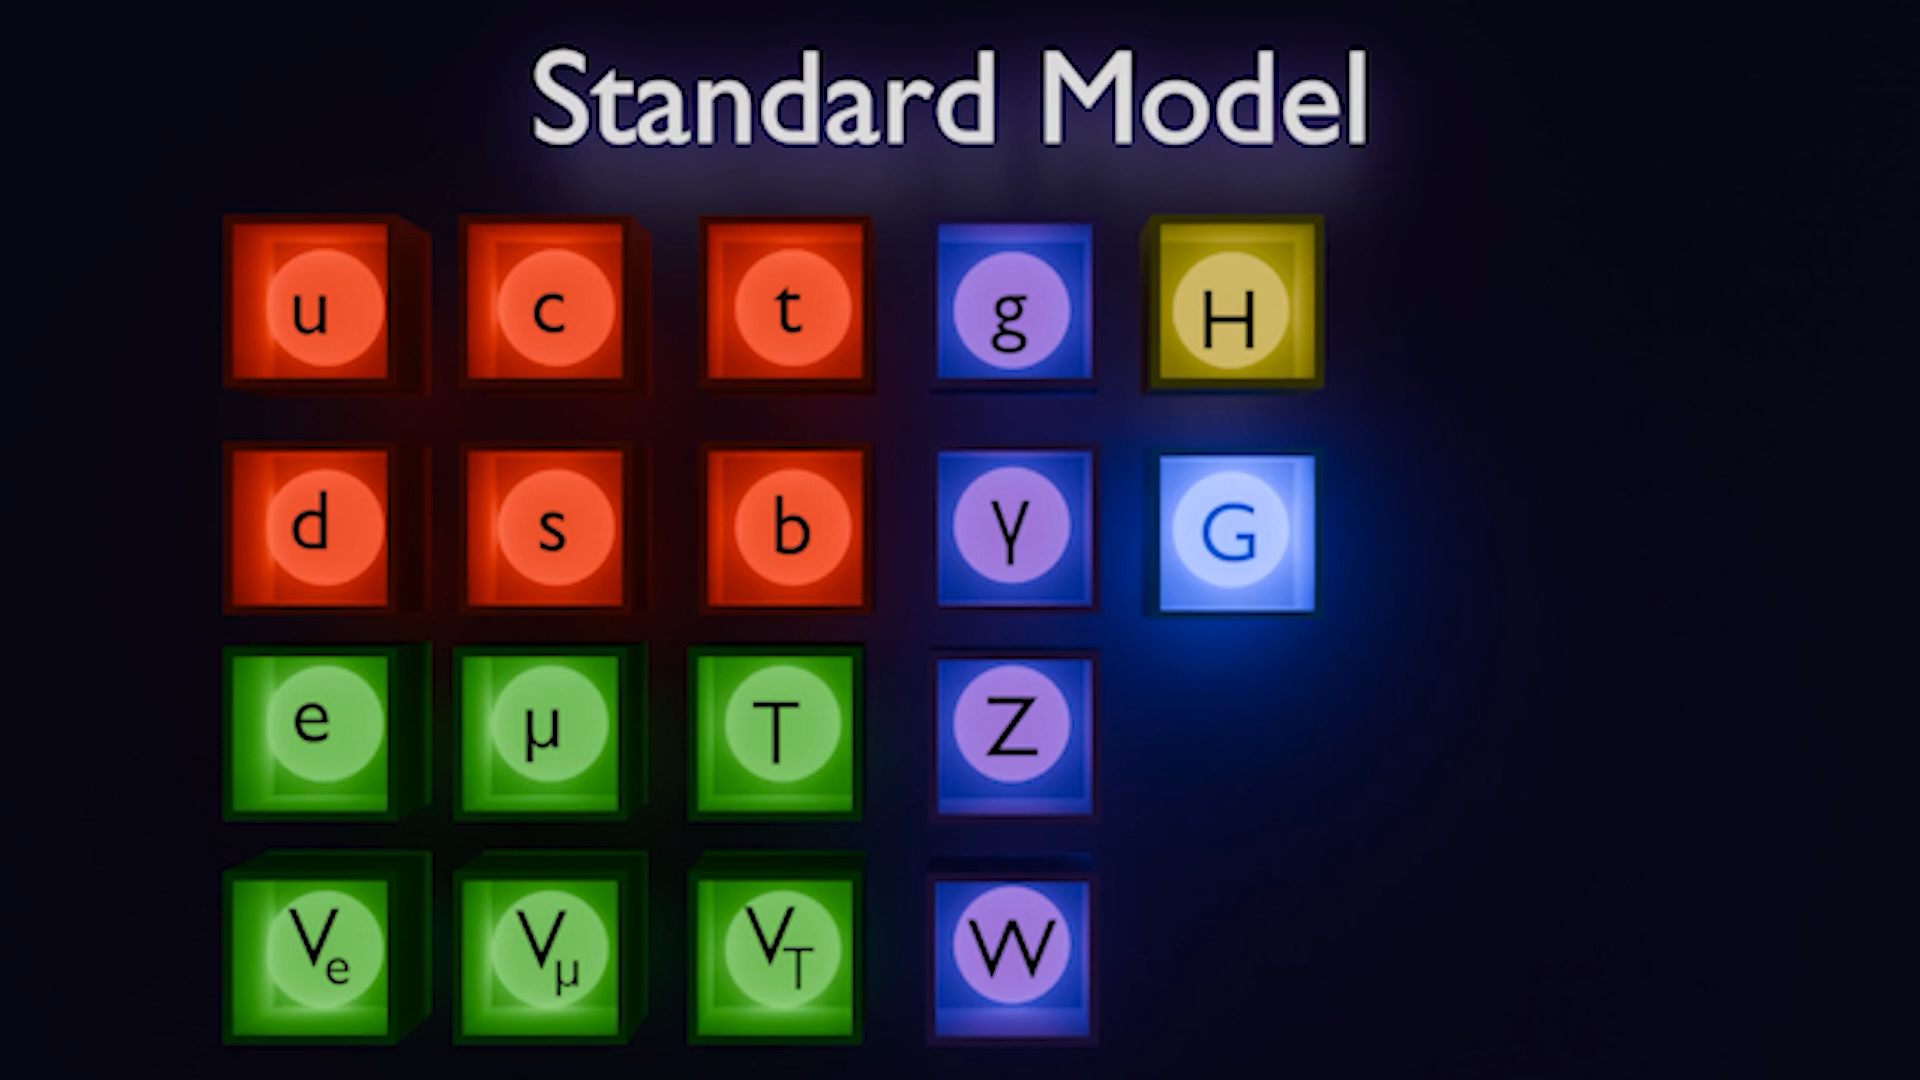 Standard Model
u c t g H
d s b γ G
e μ T Z
Ve Vμ VT W